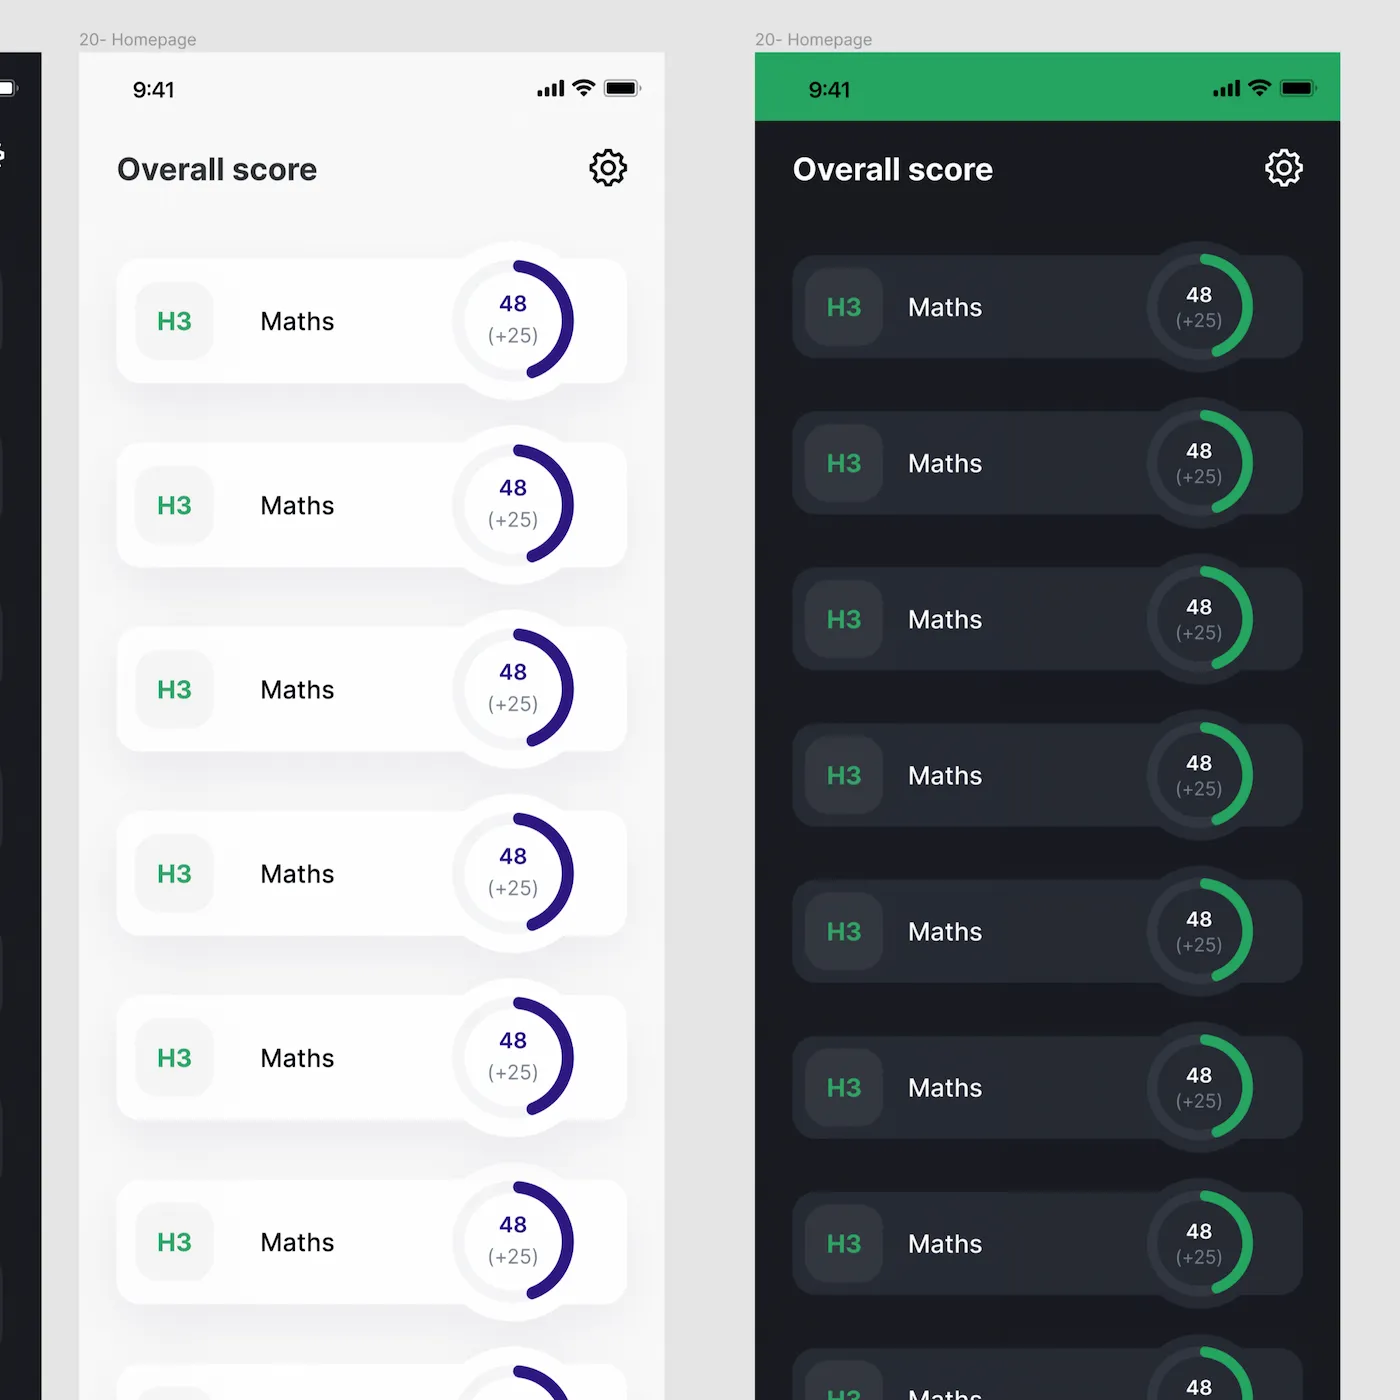 20- Homepage
9:41
Overall score
H3 Maths 48
(+25)
H3 Maths 48
(+25)
H3 Maths 48
(+25)
H3 Maths 48
(+25)
H3 Maths 48
(+25)
H3 Maths 48
(+25)
20- Homepage
9:41
Overall score
H3 Maths 48
(+25)
H3 Maths 48
(+25)
H3 Maths 48
(+25)
H3 Maths 48
(+25)
H3 Maths 48
(+25)
H3 Maths 48
(+25)
H3 Maths 48
(+25)
H3 Maths 48